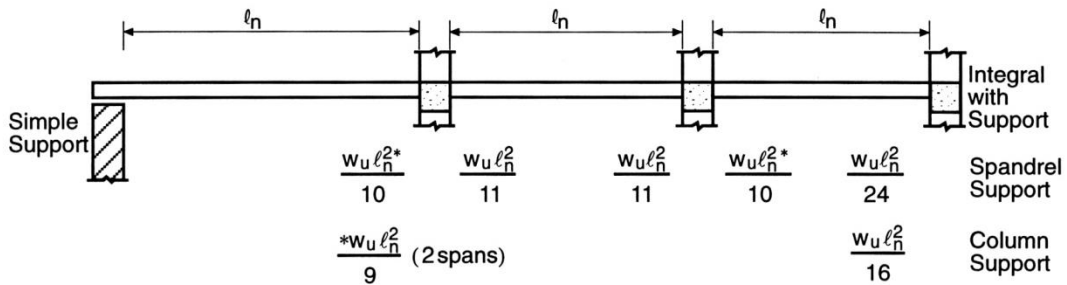 ℓn ℓn ℓn
Simple
Support
Integral
with
Support
wuℓn²*/10 wuℓn²/11 wuℓn²/11 wuℓn²*/10 wuℓn²/24
Spandrel
Support
*wuℓn²/9 (2 spans) wuℓn²/16
Column
Support